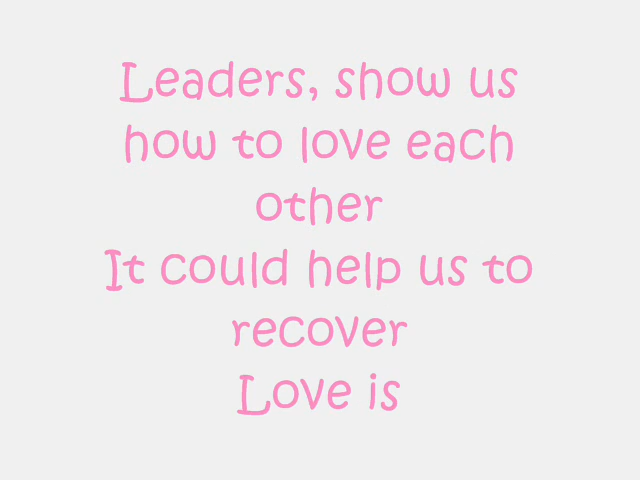 Leaders, show us
how to love each
other
It could help us to
recover
Love is